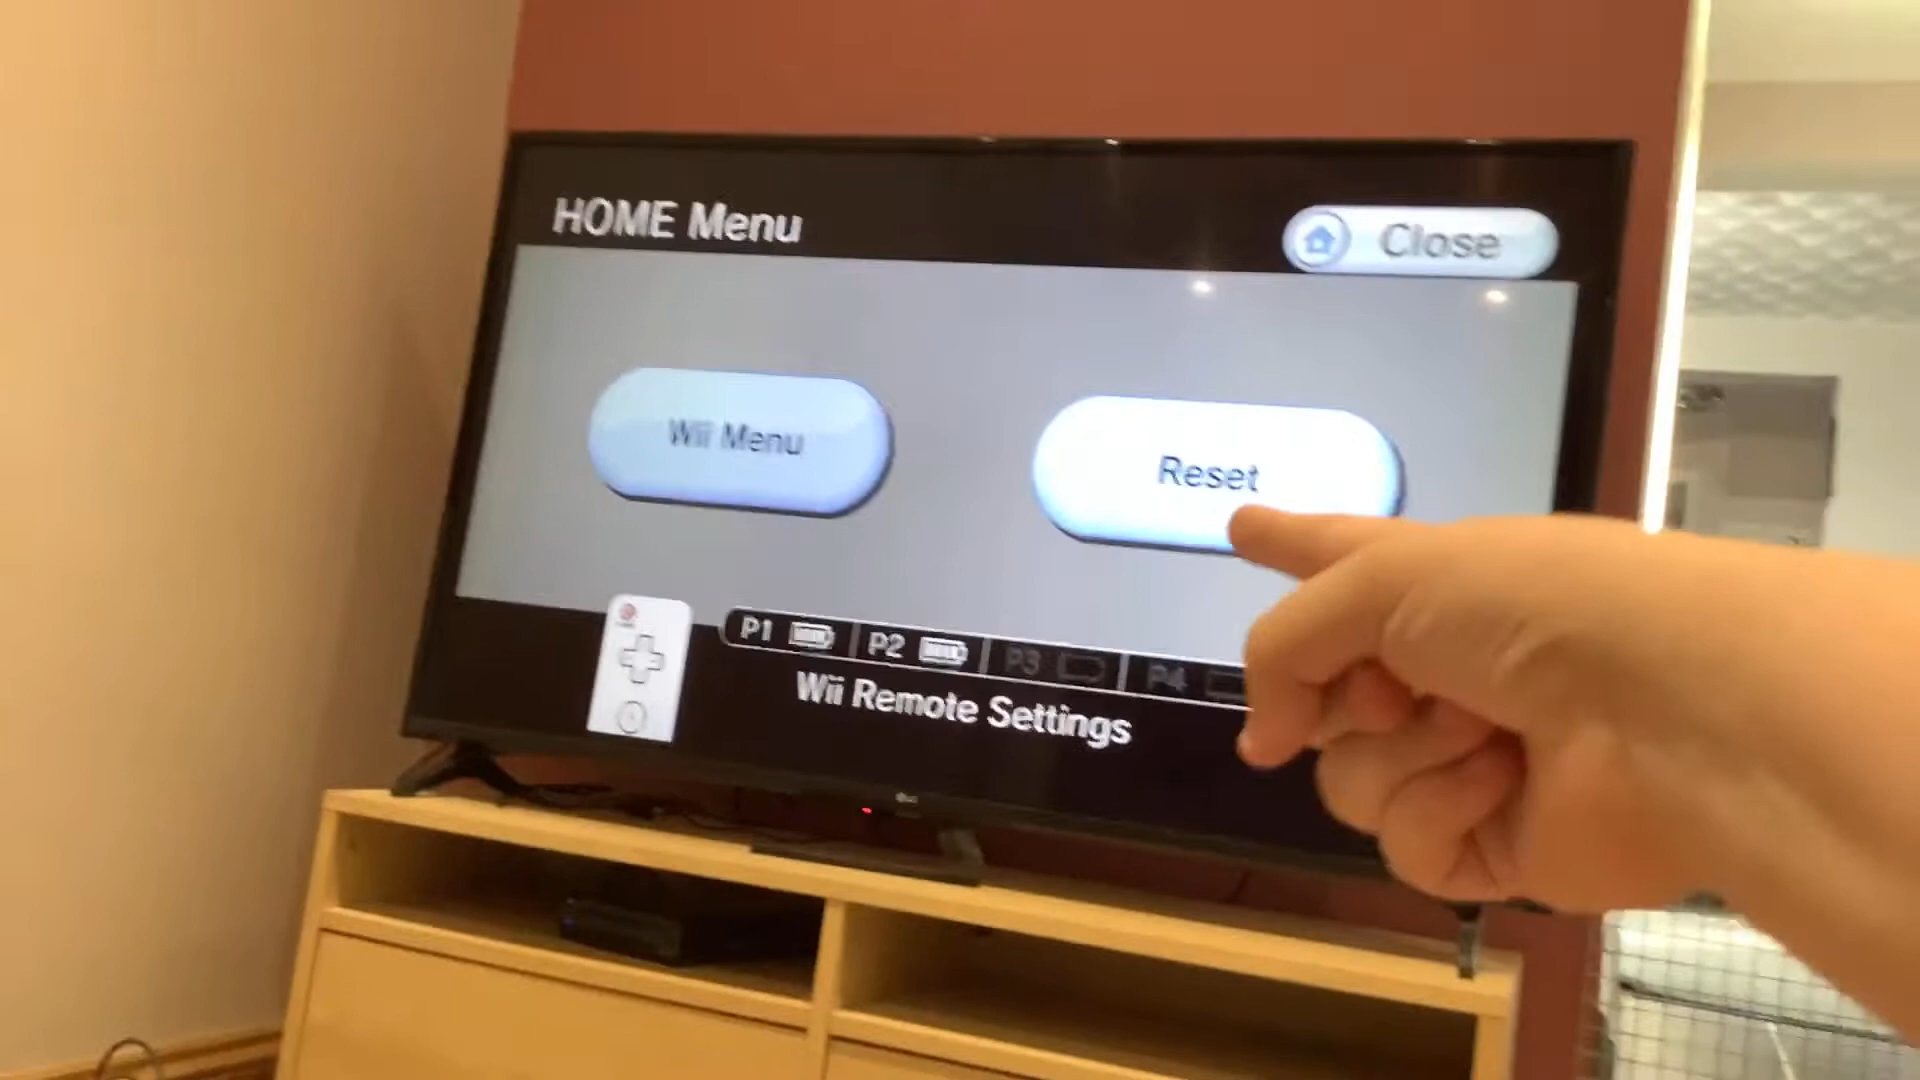 HOME Menu
Close
Wii Menu
Reset
P1 P2 P3 P4
Wii Remote Settings